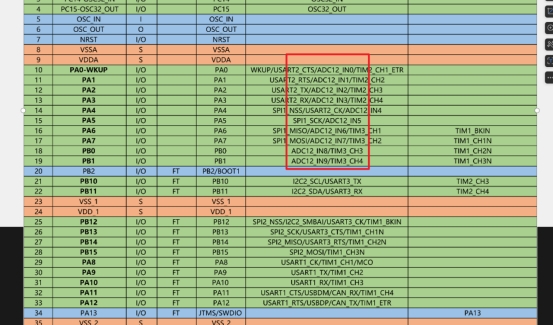 4 PC15-OSC32_OUT I/O PC15 OSC32_OUT
5 OSC_IN I OSC_IN
6 OSC_OUT O OSC_OUT
7 NRST I/O NRST
8 VSSA S VSSA
9 VDDA S VDDA
10 PA0-WKUP I/O PA0 WKUP/USART2_CTS/ADC12_IN0/TIM2_CH1_ETR
11 PA1 I/O PA1 USART2_RTS/ADC12_IN1/TIM2_CH2
12 PA2 I/O PA2 USART2_TX/ADC12_IN2/TIM2_CH3
13 PA3 I/O PA3 USART2_RX/ADC12_IN3/TIM2_CH4
14 PA4 I/O PA4 SPI1_NSS/USART2_CK/ADC12_IN4
15 PA5 I/O PA5 SPI1_SCK/ADC12_IN5
16 PA6 I/O PA6 SPI1_MISO/ADC12_IN6/TIM3_CH1 TIM1_BKIN
17 PA7 I/O PA7 SPI1_MOSI/ADC12_IN7/TIM3_CH2 TIM1_CH1N
18 PB0 I/O PB0 ADC12_IN8/TIM3_CH3 TIM1_CH2N
19 PB1 I/O PB1 ADC12_IN9/TIM3_CH4 TIM1_CH3N
20 PB2 I/O FT PB2/BOOT1
21 PB10 I/O FT PB10 I2C2_SCL/USART3_TX TIM2_CH3
22 PB11 I/O FT PB11 I2C2_SDA/USART3_RX TIM2_CH4
23 VSS_1 S VSS_1
24 VDD_1 S VDD_1
25 PB12 I/O FT PB12 SPI2_NSS/I2C2_SMBAI/USART3_CK/TIM1_BKIN
26 PB13 I/O FT PB13 SPI2_SCK/USART3_CTS/TIM1_CH1N
27 PB14 I/O FT PB14 SPI2_MISO/USART3_RTS/TIM1_CH2N
28 PB15 I/O FT PB15 SPI2_MOSI/TIM1_CH3N
29 PA8 I/O FT PA8 USART1_CK/TIM1_CH1/MCO
30 PA9 I/O FT PA9 USART1_TX/TIM1_CH2
31 PA10 I/O FT PA10 USART1_RX/TIM1_CH3
32 PA11 I/O FT PA11 USART1_CTS/USBDM/CAN_RX/TIM1_CH4
33 PA12 I/O FT PA12 USART1_RTS/USBDP/CAN_TX/TIM1_ETR
34 PA13 I/O FT JTMS/SWDIO PA13
35 VSS_2 S VSS_2